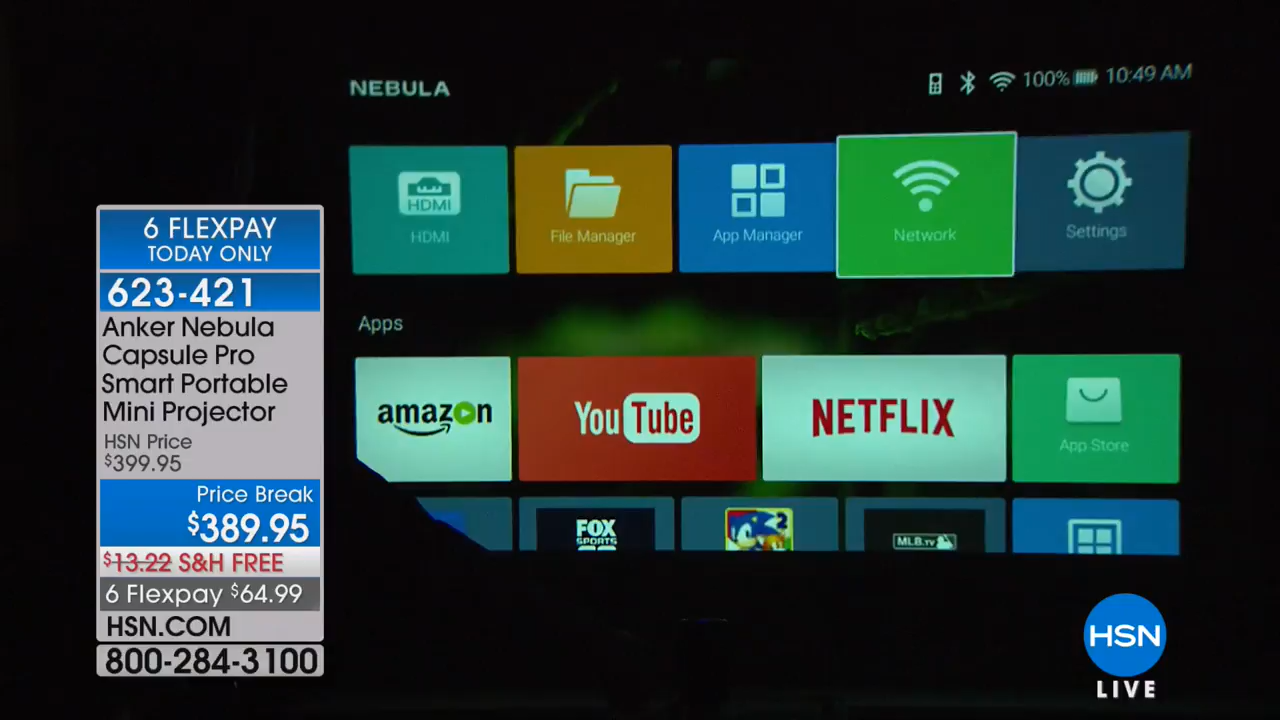 6 FLEXPAY
TODAY ONLY
623-421
Anker Nebula
Capsule Pro
Smart Portable
Mini Projector
HSN Price
$399.95
Price Break
$389.95
$13.22 S&H FREE
6 Flexpay $64.99
HSN.COM
800-284-3100
NEBULA
100% 10:49 AM
HDMI
HDMI
File Manager
App Manager
Network
Settings
Apps
amazon
YouTube
NETFLIX
App Store
FOX
SPORTS
2
MLB.TV
HSN
LIVE